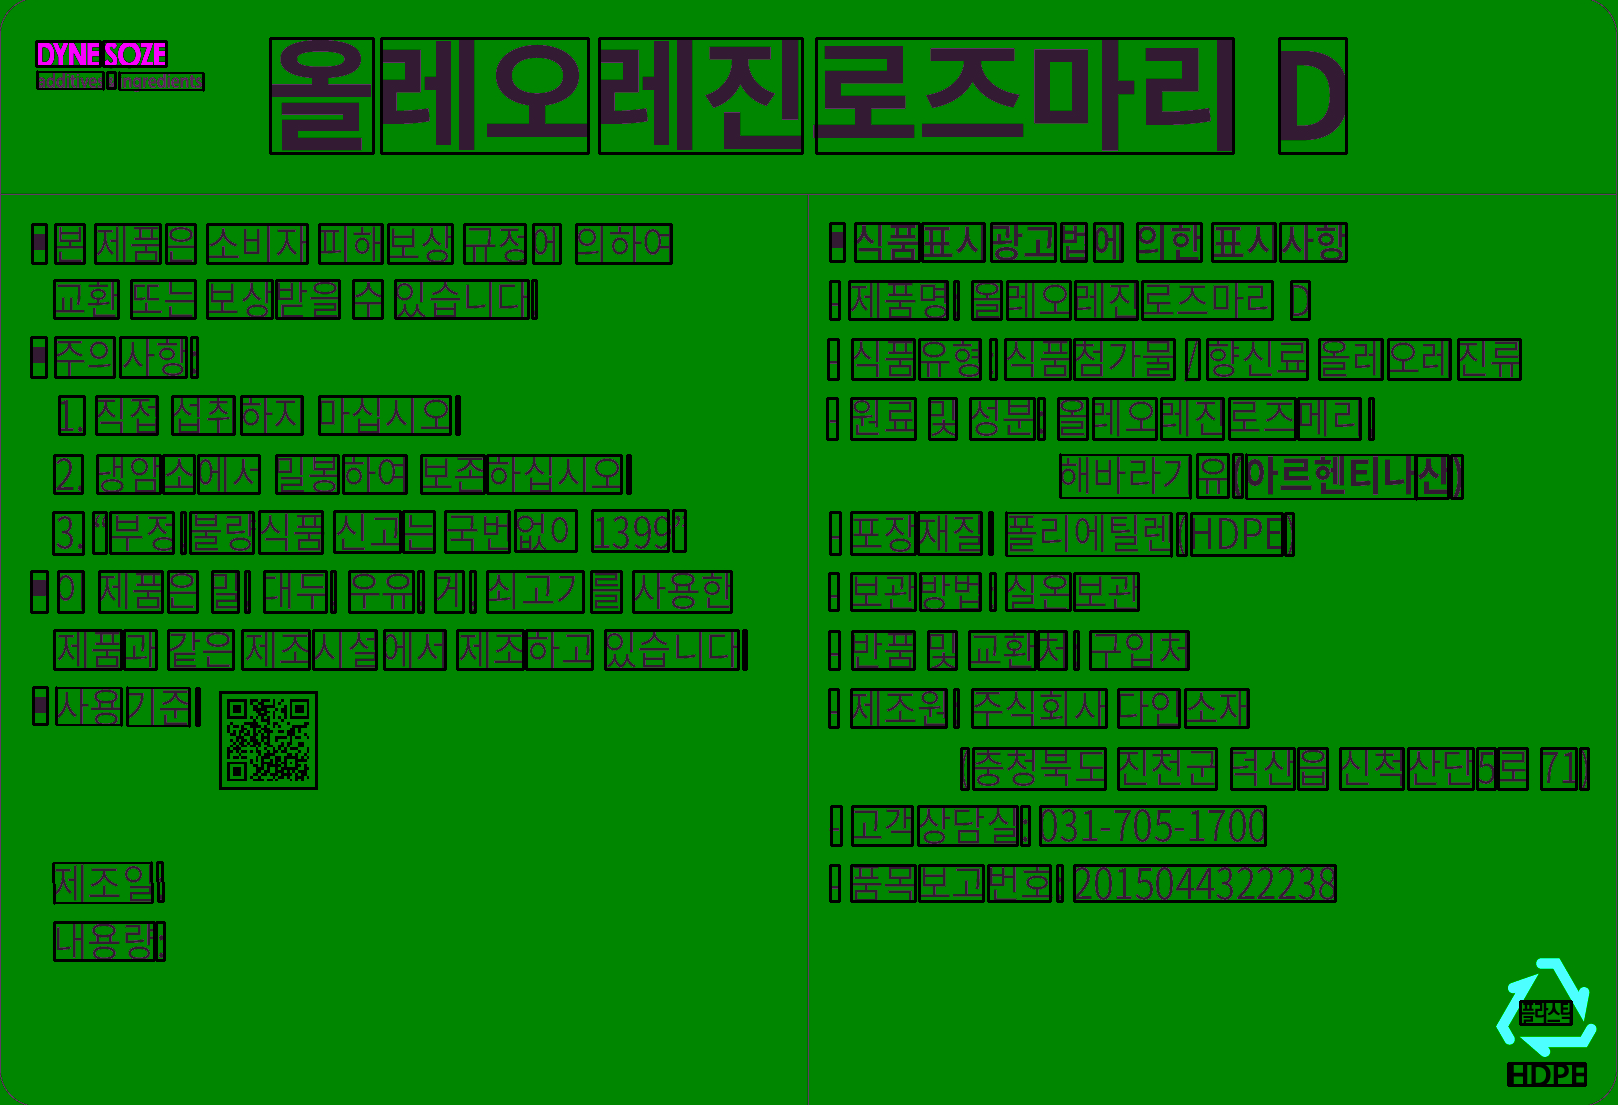 DYNE SOZE
additives & ingredients
올레오레진로즈마리 D
■ 본 제품은 소비자 피해보상 규정에 의하여
교환 또는 보상받을 수 있습니다.
■ 주의사항:
1. 직접 섭취하지 마십시오.
2. 냉암소에서 밀봉하여 보존하십시오.
3. “부정·불량식품 신고는 국번없이 1399”
■ 이 제품은 밀, 대두, 우유, 게, 쇠고기를 사용한
제품과 같은 제조시설에서 제조하고 있습니다.
■ 사용기준:
제조일:
내용량:
■ 식품표시광고법에 의한 표시사항
- 제품명: 올레오레진로즈마리 D
- 식품유형: 식품첨가물 / 향신료 올레오레진류
- 원료 및 성분: 올레오레진로즈메리,
해바라기유(아르헨티나산)
- 포장재질: 폴리에틸렌(HDPE)
- 보관방법: 실온보관
- 반품 및 교환처: 구입처
- 제조원: 주식회사 다인소재
(충청북도 진천군 덕산읍 신척산단5로 71)
- 고객상담실: 031-705-1700
- 품목보고번호: 2015044322238
플라스틱
HDPE